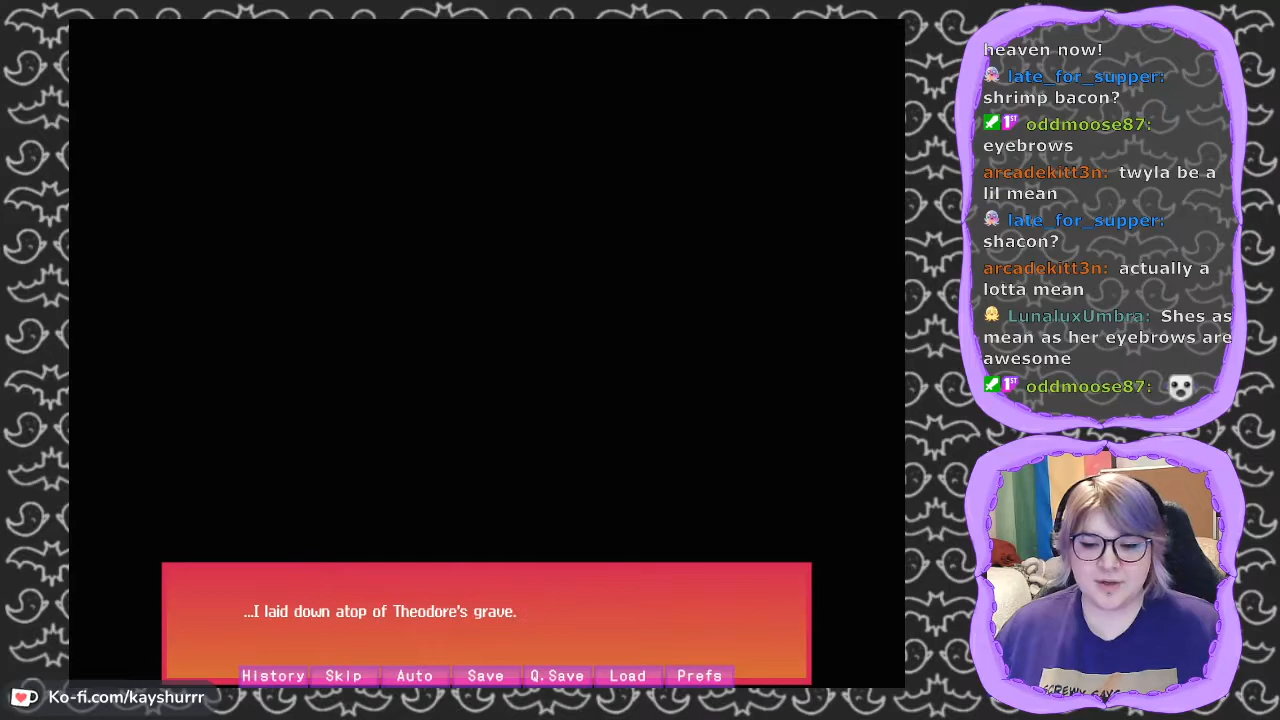 heaven now!
late_for_supper:
shrimp bacon?
1ST oddmoose87:
eyebrows
arcadekitt3n: twyla be a
lil mean
late_for_supper:
shacon?
arcadekitt3n: actually a
lotta mean
LunaluxUmbra: Shes as
mean as her eyebrows are
awesome
1ST oddmoose87:
...I laid down atop of Theodore's grave.
History Skip Auto Save Q.Save Load Prefs
Ko-fi.com/kayshurrr